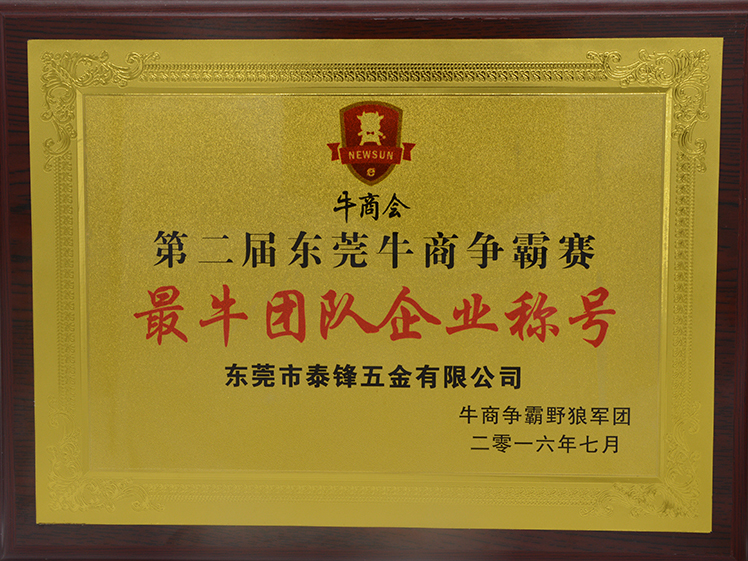 NEWSUN
牛商会
第二届东莞牛商争霸赛
最牛团队企业称号
东莞市泰锋五金有限公司
牛商争霸野狼军团
二零一六年七月